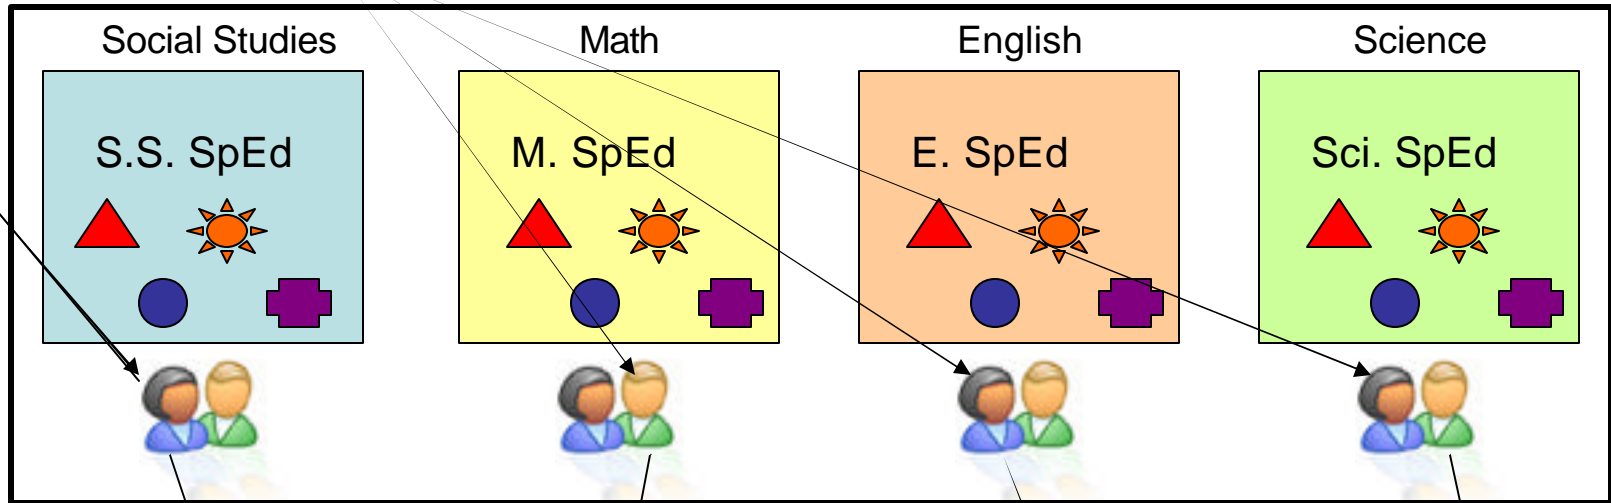 Social Studies
Math
English
Science
S.S. SpEd
M. SpEd
E. SpEd
Sci. SpEd